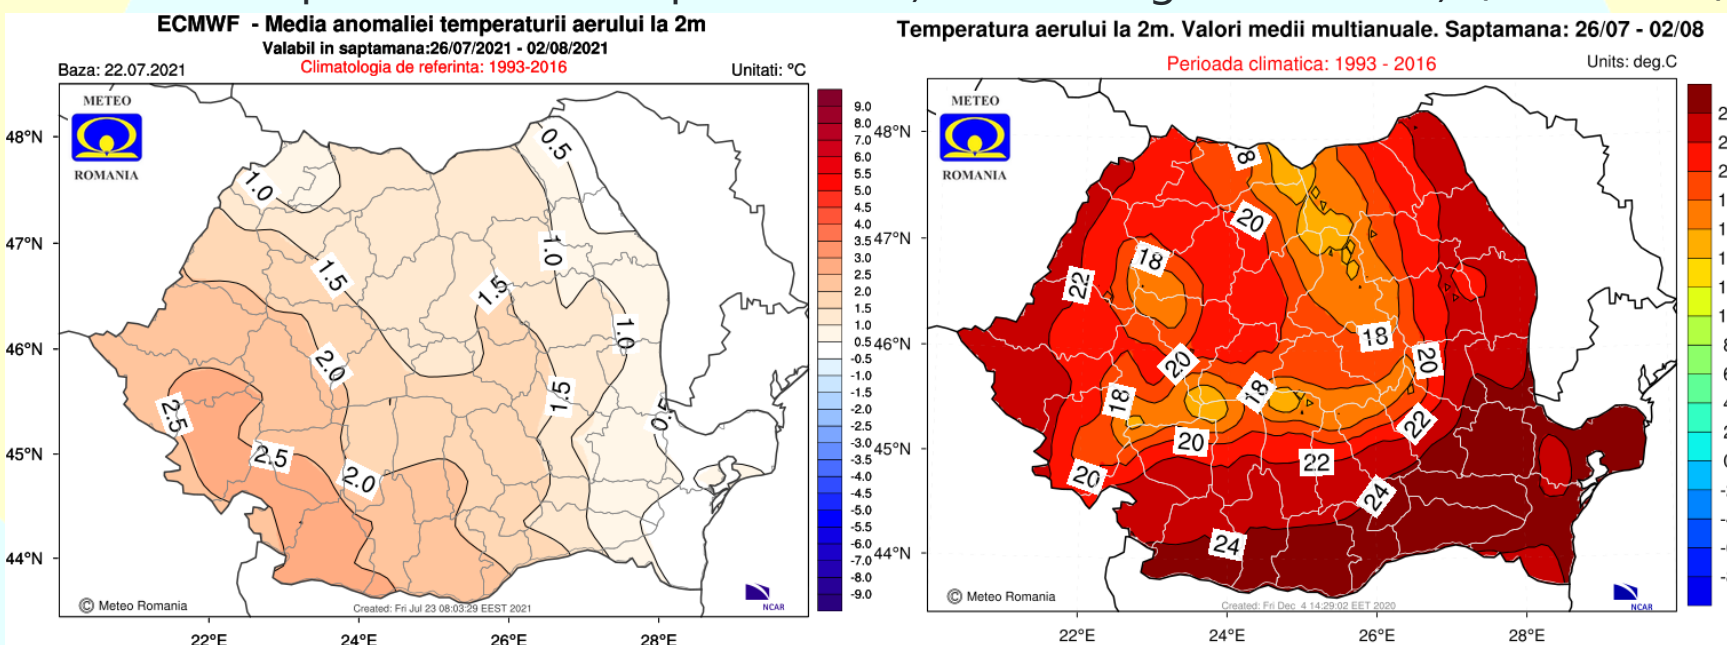 ECMWF - Media anomaliei temperaturii aerului la 2m
Valabil in saptamana:26/07/2021 - 02/08/2021
Climatologia de referinta: 1993-2016
Baza: 22.07.2021
Unitati: °C
METEO
ROMANIA
48°N
47°N
46°N
45°N
44°N
22°E
24°E
26°E
28°E
0.5
1.0
1.0
1.5
1.5
1.0
2.0
1.5
2.5
2.5
2.0
9.0
8.0
7.0
6.0
5.5
5.0
4.5
4.0
3.5
3.0
2.5
2.0
1.5
1.0
0.5
-0.5
-1.0
-1.5
-2.0
-2.5
-3.0
-3.5
-4.0
-4.5
-5.0
-5.5
-6.0
-7.0
-8.0
-9.0
© Meteo Romania
Created: Fri Jul 23 08:03:29 EEST 2021
NCAR
Temperatura aerului la 2m. Valori medii multianuale. Saptamana: 26/07 - 02/08
Perioada climatica: 1993 - 2016
Units: deg.C
METEO
ROMANIA
48°N
47°N
46°N
45°N
44°N
22°E
24°E
26°E
28°E
8
20
18
22
18
20
20
18
18
22
20
22
20
24
24
© Meteo Romania
Created: Fri Dec 4 14:29:02 EET 2020
NCAR